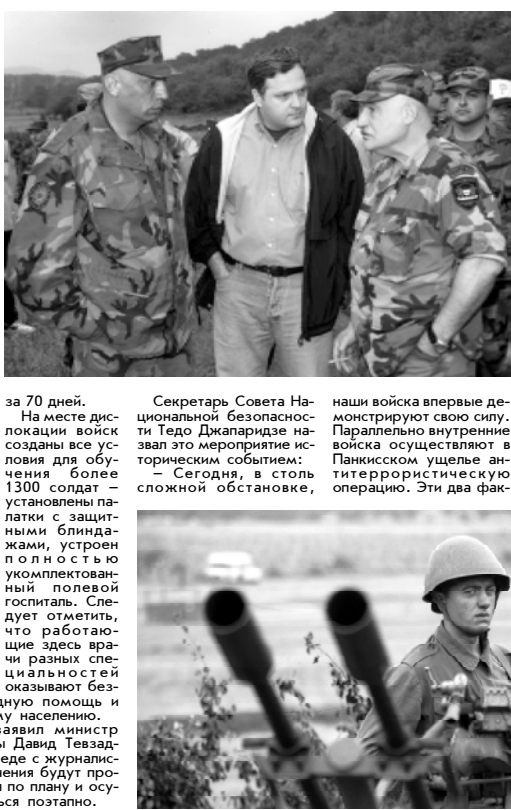 за 70 дней.
На месте дис-
локации войск
созданы все ус-
ловия для обу-
чения более
1300 солдат –
установлены па-
латки с защит-
ными блинда-
жами, устроен
полностью
укомплектован-
ный полевой
госпиталь. Сле-
дует отметить,
что работаю-
щие здесь вра-
чи разных спе-
циальностей
оказывают без-
помощь и
населению.
министр
Давид Тевзад-
с журналис-
будут про-
по плану и осу-
поэтапно.
Секретарь Совета На-
циональной безопаснос-
ти Тедо Джапаридзе на-
звал это мероприятие ис-
торическим событием:
– Сегодня, в столь
сложной обстановке,
наши войска впервые де-
монстрируют свою силу.
Параллельно внутренние
войска осуществляют в
Панкисском ущелье ан-
титеррористическую
операцию. Эти два фак-